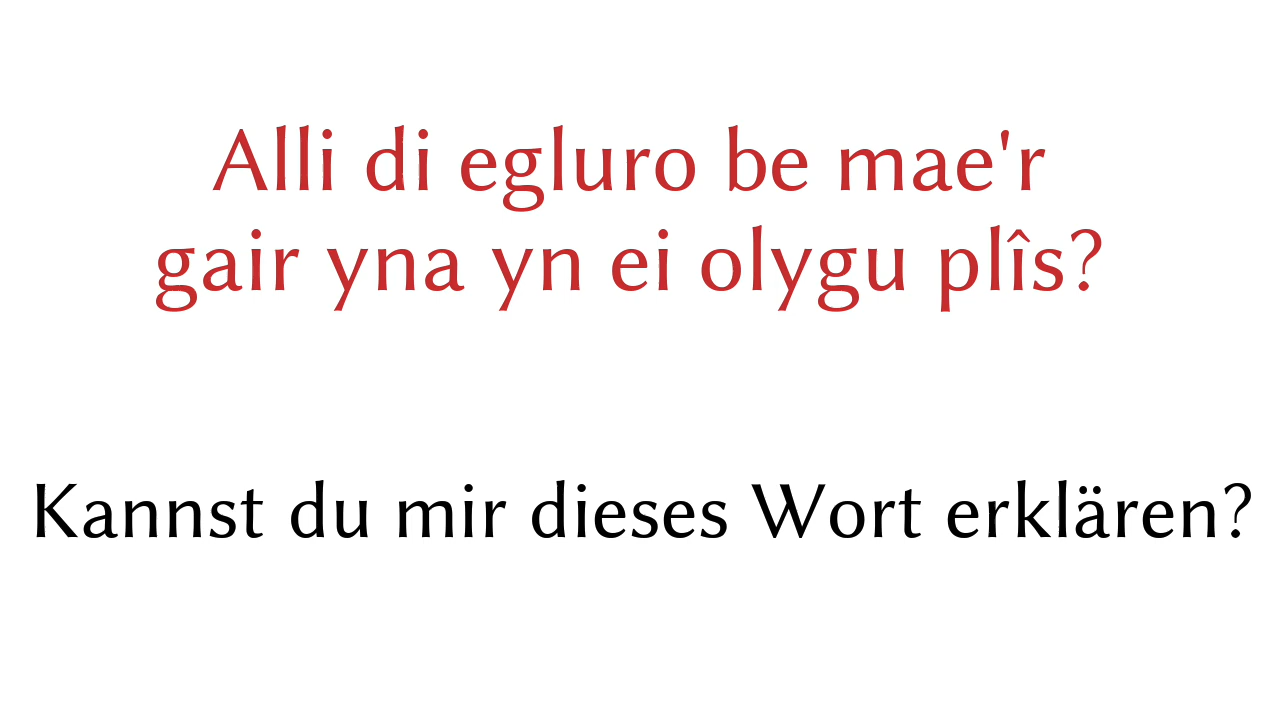 Alli di egluro be mae'r
gair yna yn ei olygu plîs?
Kannst du mir dieses Wort erklären?